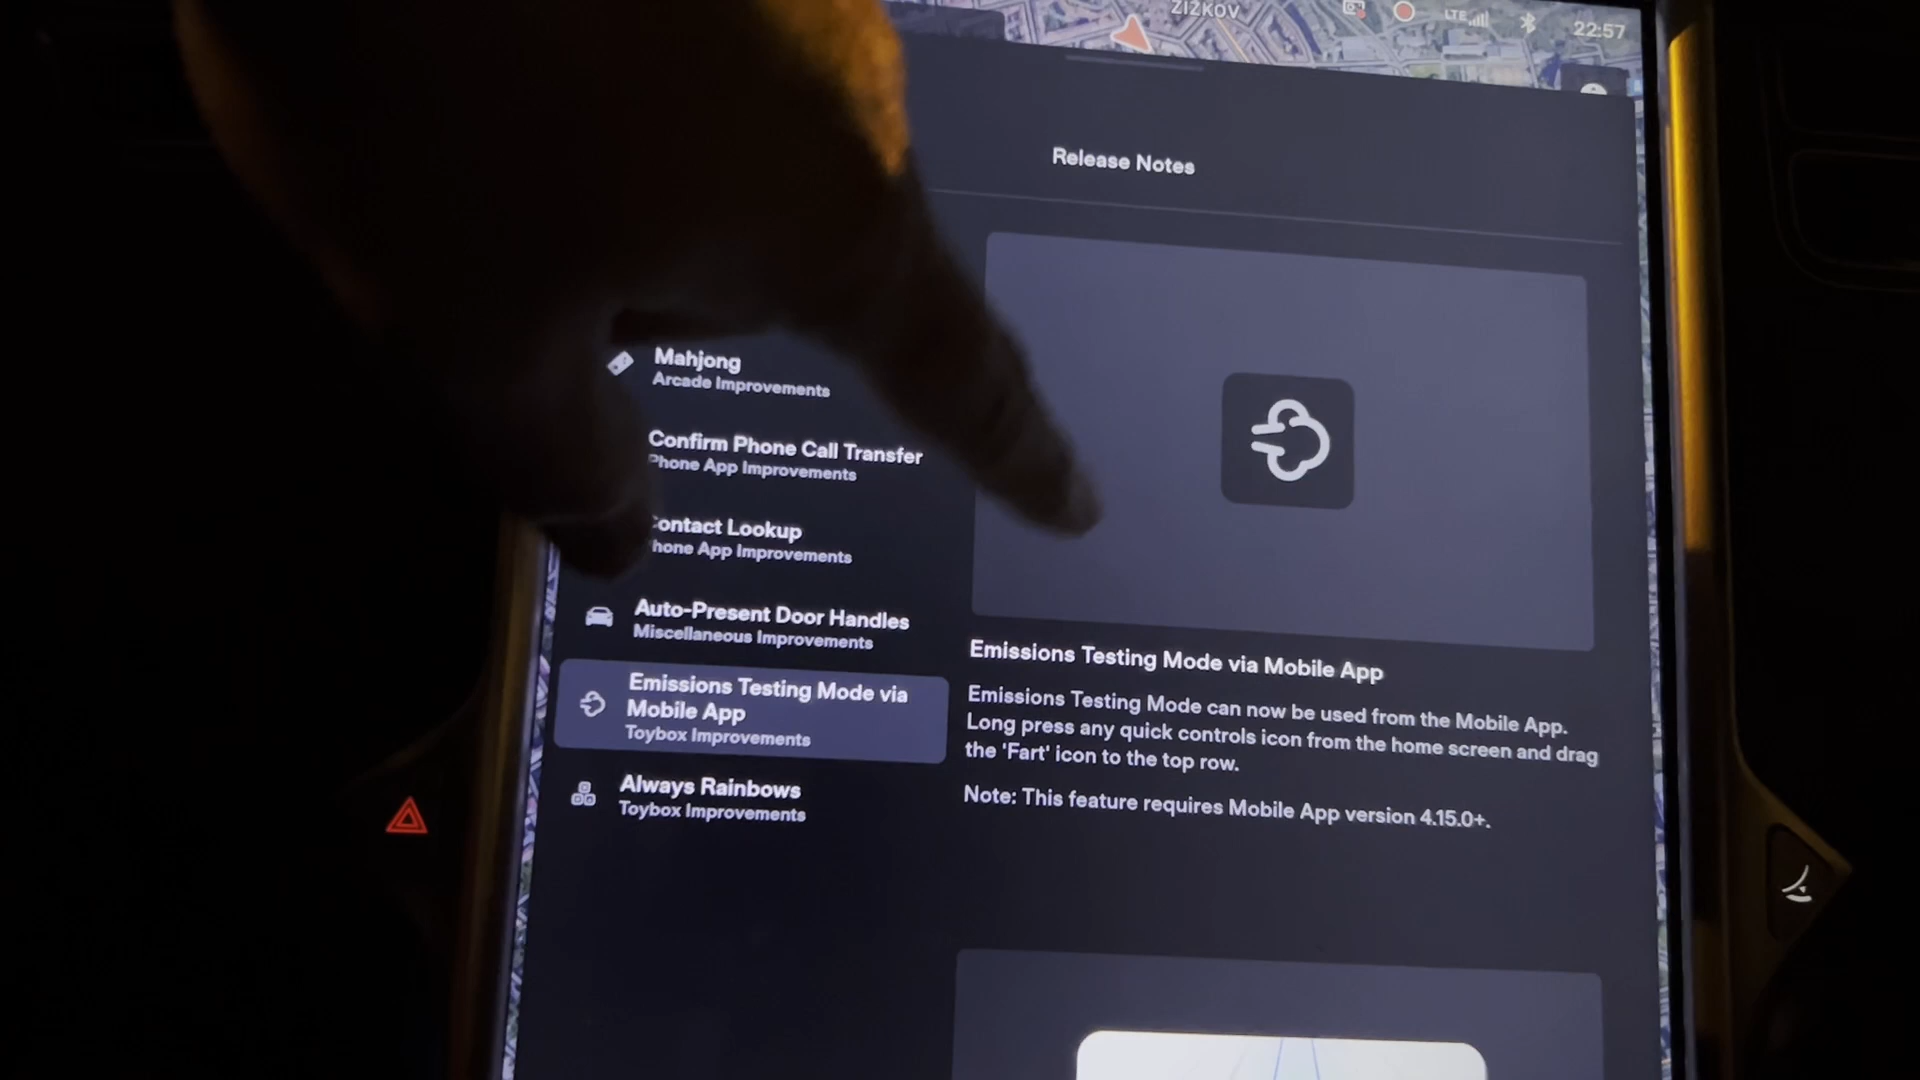 ŽIŽKOV
LTE
22:57
Release Notes
Mahjong
Arcade Improvements
Confirm Phone Call Transfer
Phone App Improvements
Contact Lookup
Phone App Improvements
Auto-Present Door Handles
Miscellaneous Improvements
Emissions Testing Mode via
Mobile App
Toybox Improvements
Always Rainbows
Toybox Improvements
Emissions Testing Mode via Mobile App
Emissions Testing Mode can now be used from the Mobile App.
Long press any quick controls icon from the home screen and drag
the 'Fart' icon to the top row.
Note: This feature requires Mobile App version 4.15.0+.